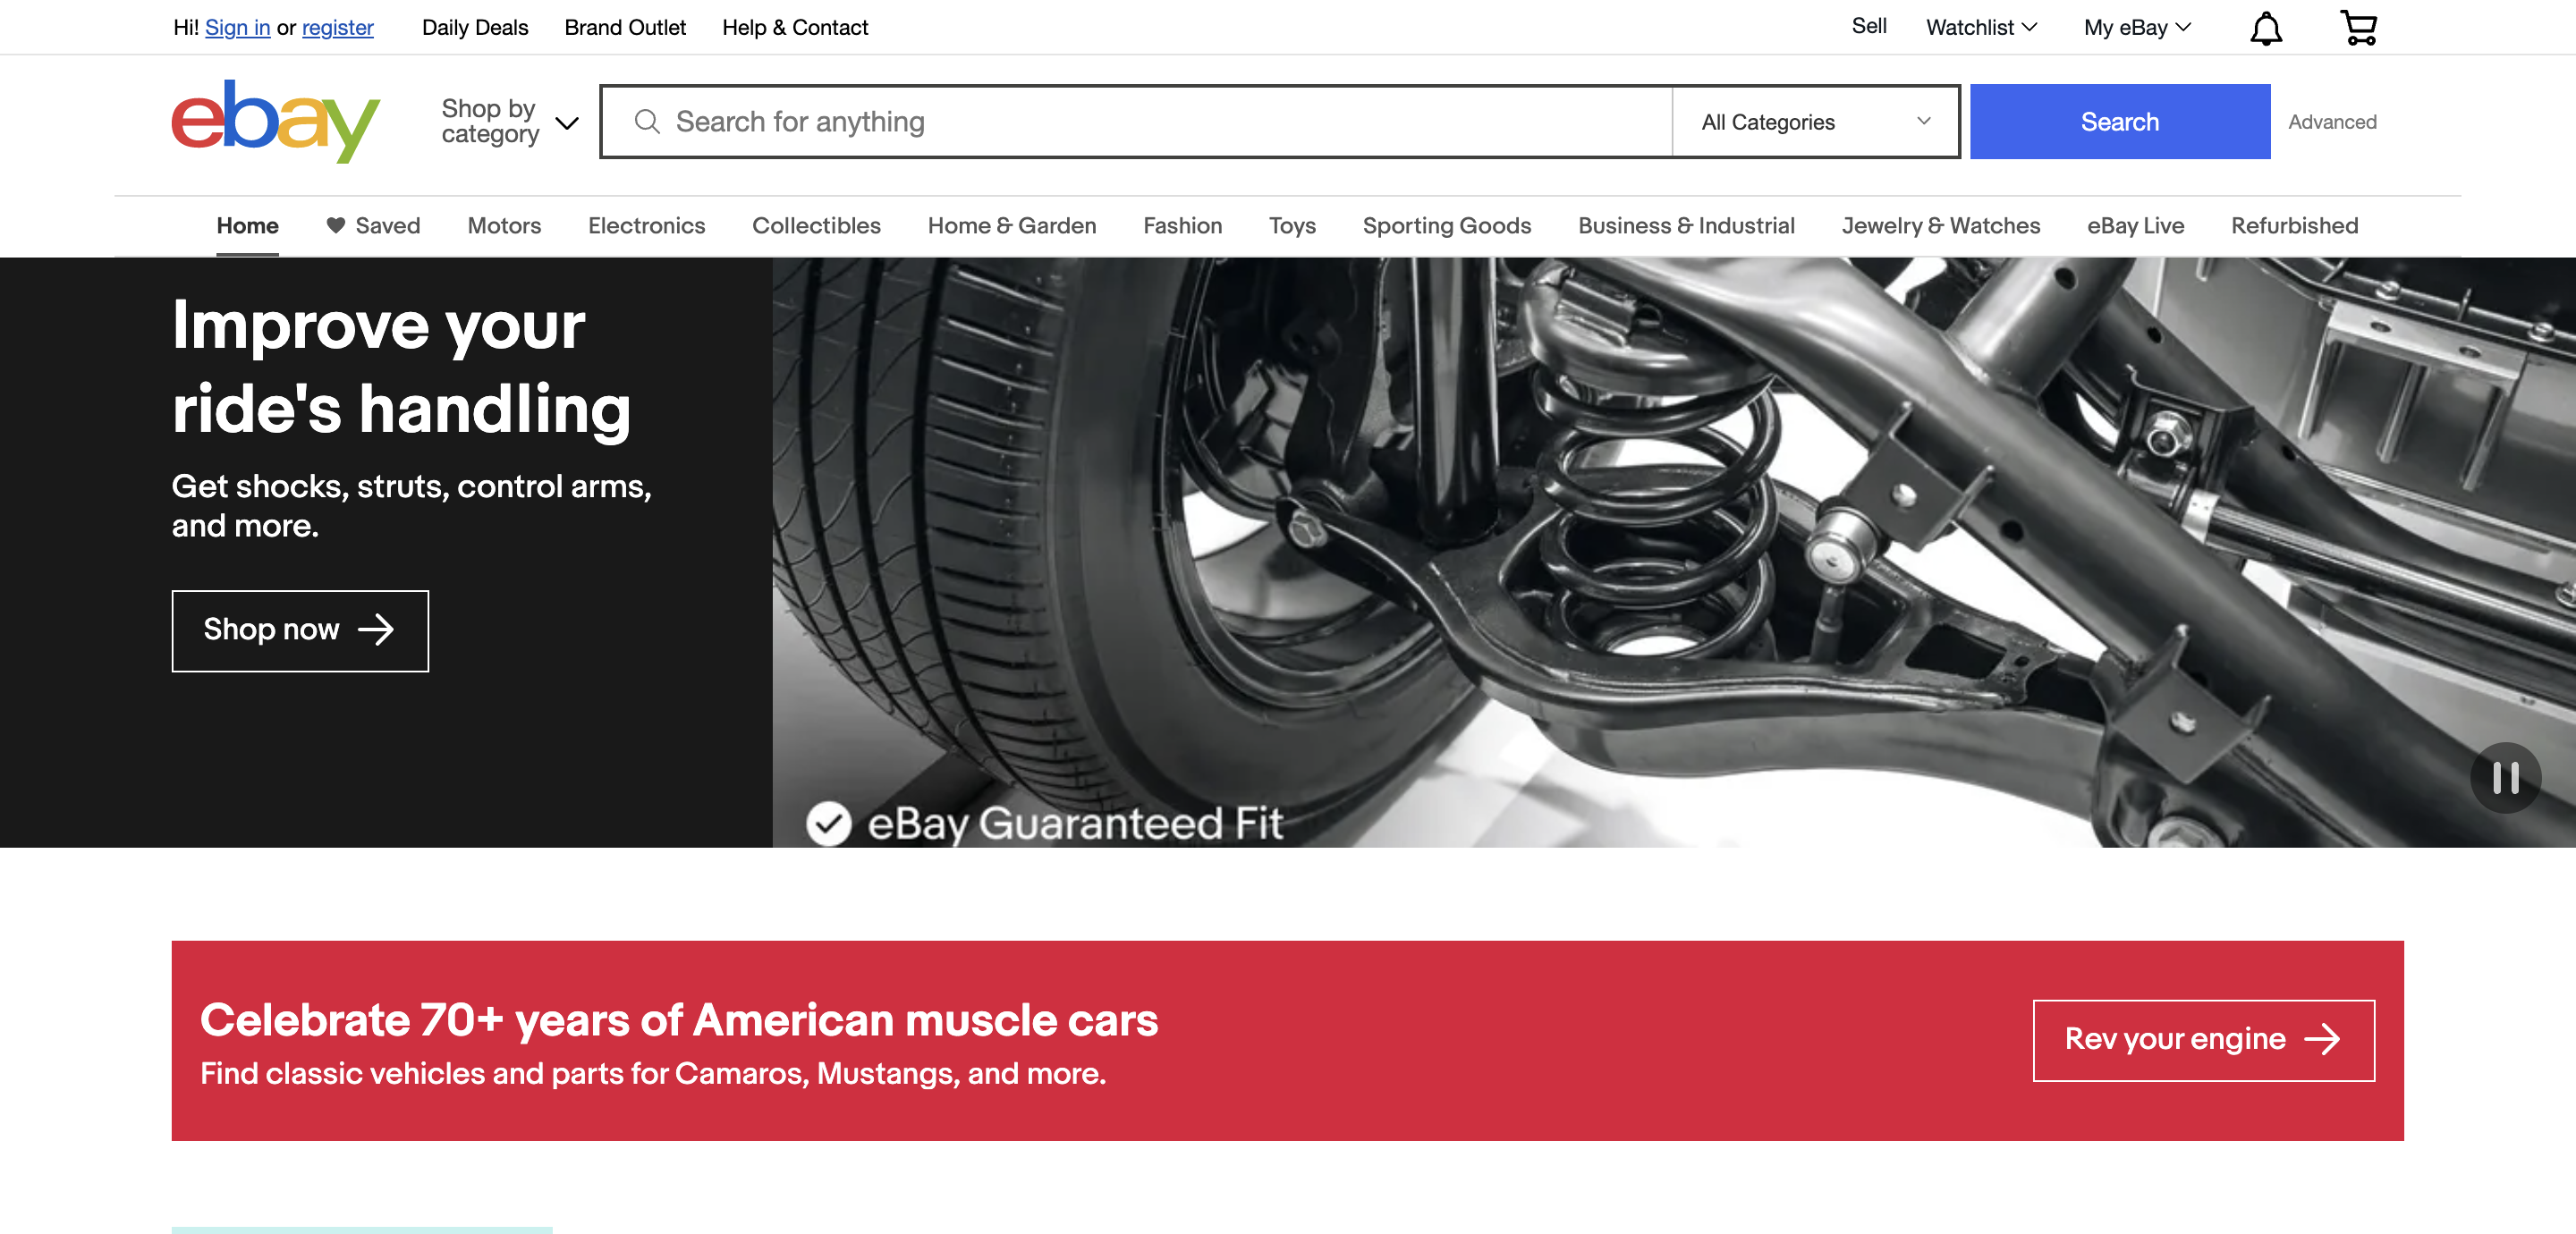 Hi! Sign in or register Daily Deals Brand Outlet Help & Contact Sell Watchlist My eBay
ebay
Shop by
category
Search for anything
All Categories
Search
Advanced
Home Saved Motors Electronics Collectibles Home & Garden Fashion Toys Sporting Goods Business & Industrial Jewelry & Watches eBay Live Refurbished
Improve your
ride's handling
Get shocks, struts, control arms,
and more.
Shop now
eBay Guaranteed Fit
Celebrate 70+ years of American muscle cars
Find classic vehicles and parts for Camaros, Mustangs, and more.
Rev your engine